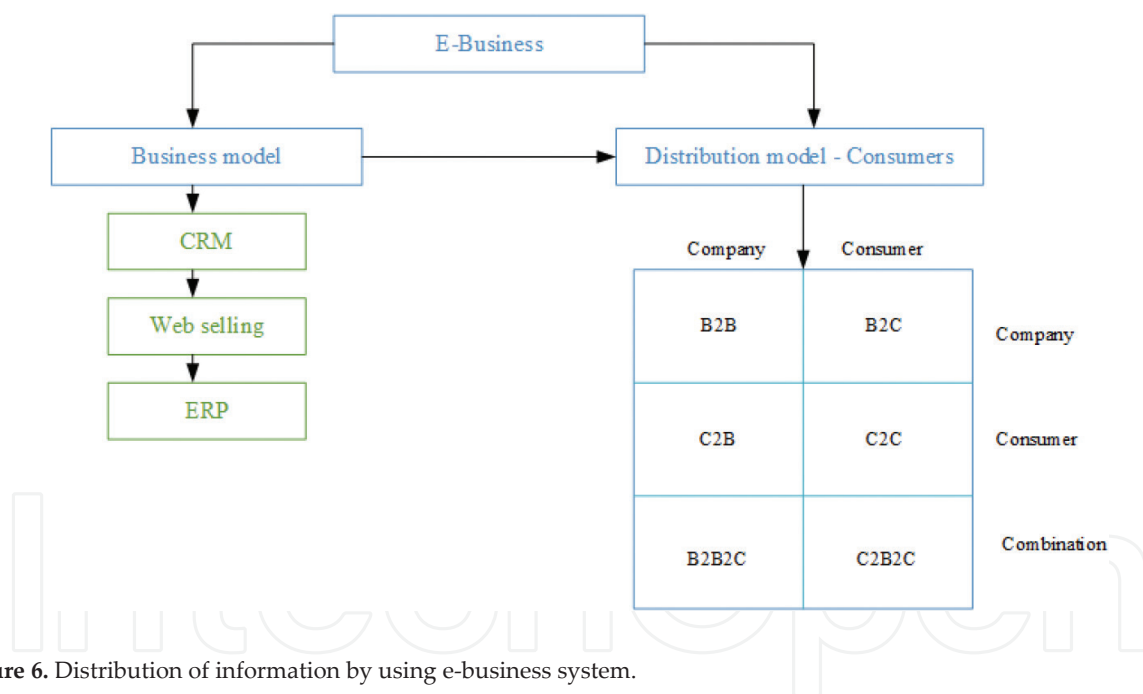 E-Business
Business model
Distribution model - Consumers
CRM
Web selling
ERP
Company
Consumer
B2B
B2C
Company
C2B
C2C
Consumer
B2B2C
C2B2C
Combination
ure 6. Distribution of information by using e-business system.